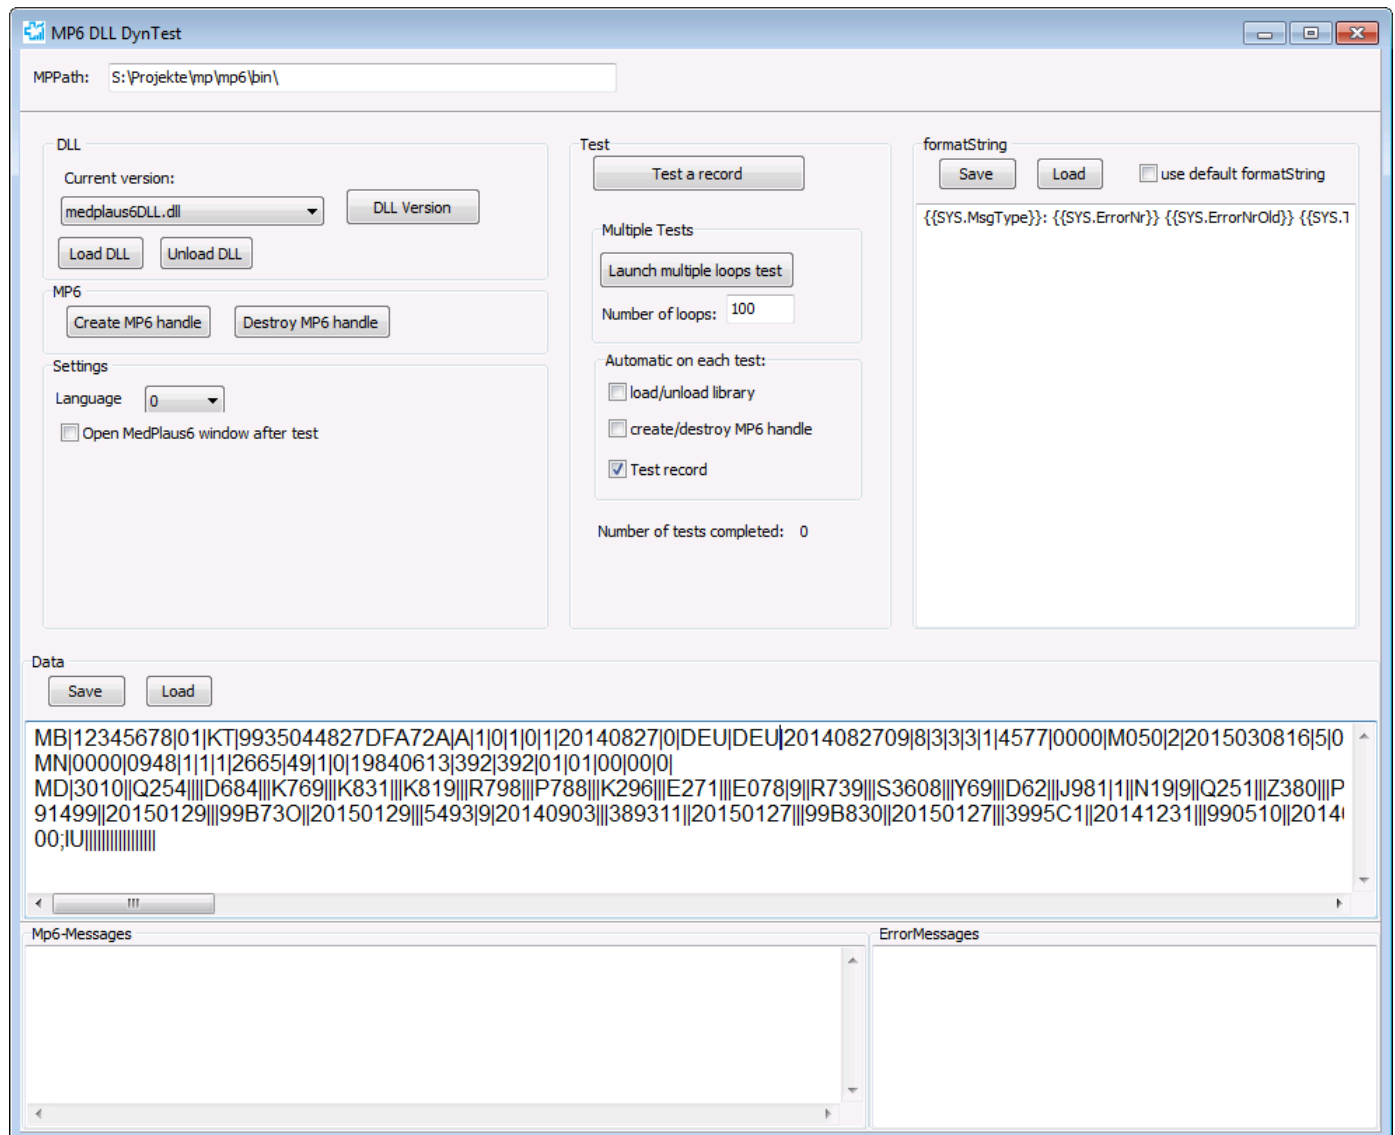 MP6 DLL DynTest
MPPath: S:\Projekte\mp\mp6\bin\
DLL
Current version:
medplaus6DLL.dll
DLL Version
Load DLL Unload DLL
MP6
Create MP6 handle Destroy MP6 handle
Settings
Language 0
Open MedPlaus6 window after test
Test
Test a record
Multiple Tests
Launch multiple loops test
Number of loops: 100
Automatic on each test:
load/unload library
create/destroy MP6 handle
Test record
Number of tests completed: 0
formatString
Save Load use default formatString
{{SYS.MsgType}}: {{SYS.ErrorNr}} {{SYS.ErrorNrOld}} {{SYS.T
Data
Save Load
MB|12345678|01|KT|9935044827DFA72A|A|1|0|1|0|1|20140827|0|DEU|DEU|2014082709|8|3|3|3|1|4577|0000|M050|2|2015030816|5|0
MN|0000|0948|1|1|1|2665|49|1|0|19840613|392|392|01|01|00|00|0|
MD|3010||Q254||||D684|||K769|||K831|||K819|||R798|||P788|||K296|||E271|||E078|9||R739|||S3608|||Y69|||D62|||J981|1||N19|9||Q251|||Z380|||P
91499||20150129|||99B73O||20150129|||5493|9|20140903|||389311||20150127|||99B830||20150127|||3995C1||20141231|||990510||2014
00;IU||||||||||||||||||
Mp6-Messages
ErrorMessages